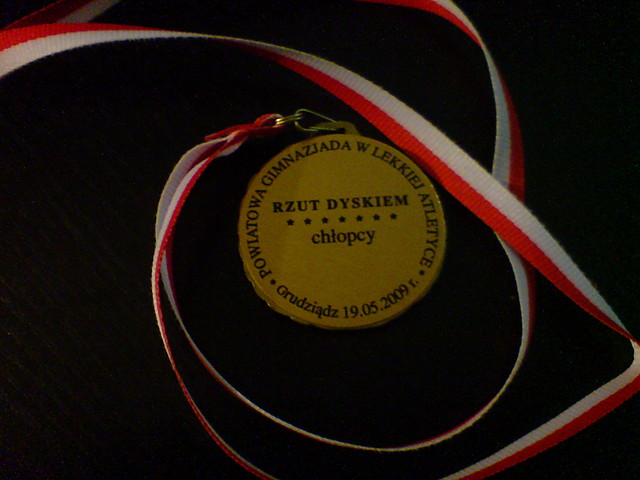 POWIATOWA GIMNAZJADA W LEKKIEJ ATLETYCE
RZUT DYSKIEM
★ ★ ★ ★ ★ ★ ★
chłopcy
• Grudziądz 19.05.2009 r. •